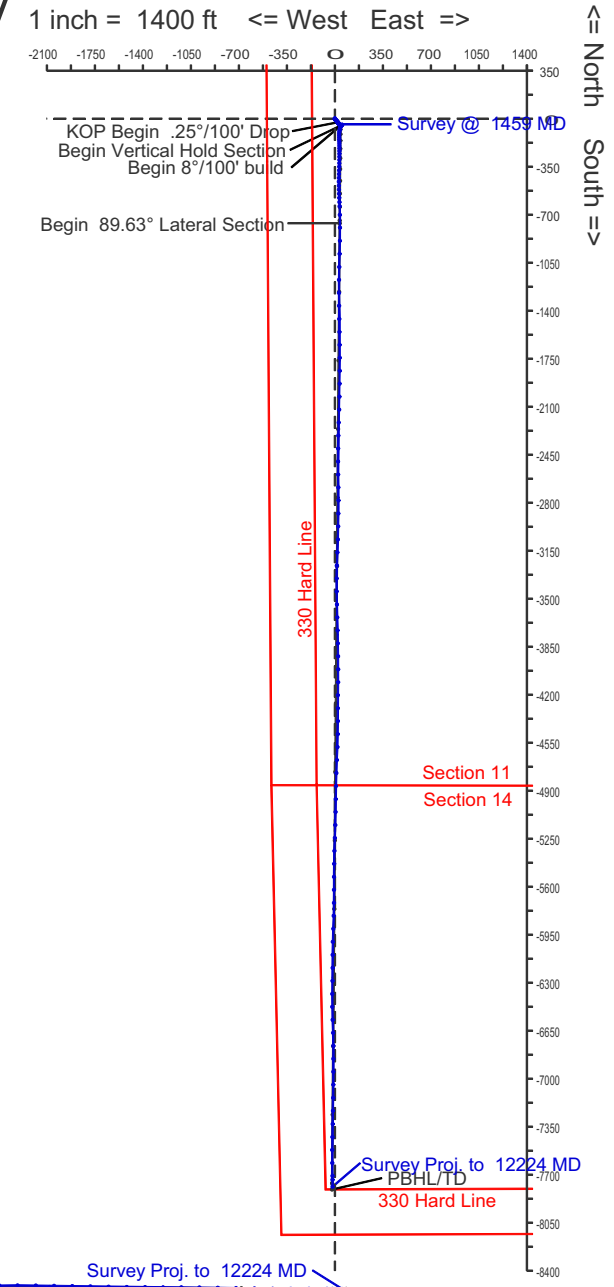 1 inch = 1400 ft <= West East =>
<= North South =>
-2100 -1750 -1400 -1050 -700 -350 0 350 700 1050 1400
350
0
-350
-700
-1050
-1400
-1750
-2100
-2450
-2800
-3150
-3500
-3850
-4200
-4550
-4900
-5250
-5600
-5950
-6300
-6650
-7000
-7350
-7700
-8050
-8400
KOP Begin .25°/100' Drop
Survey @ 1459 MD
Begin Vertical Hold Section
Begin 8°/100' build
Begin 89.63° Lateral Section
330 Hard Line
Section 11
Section 14
Survey Proj. to 12224 MD
PBHL/TD
330 Hard Line
Survey Proj. to 12224 MD